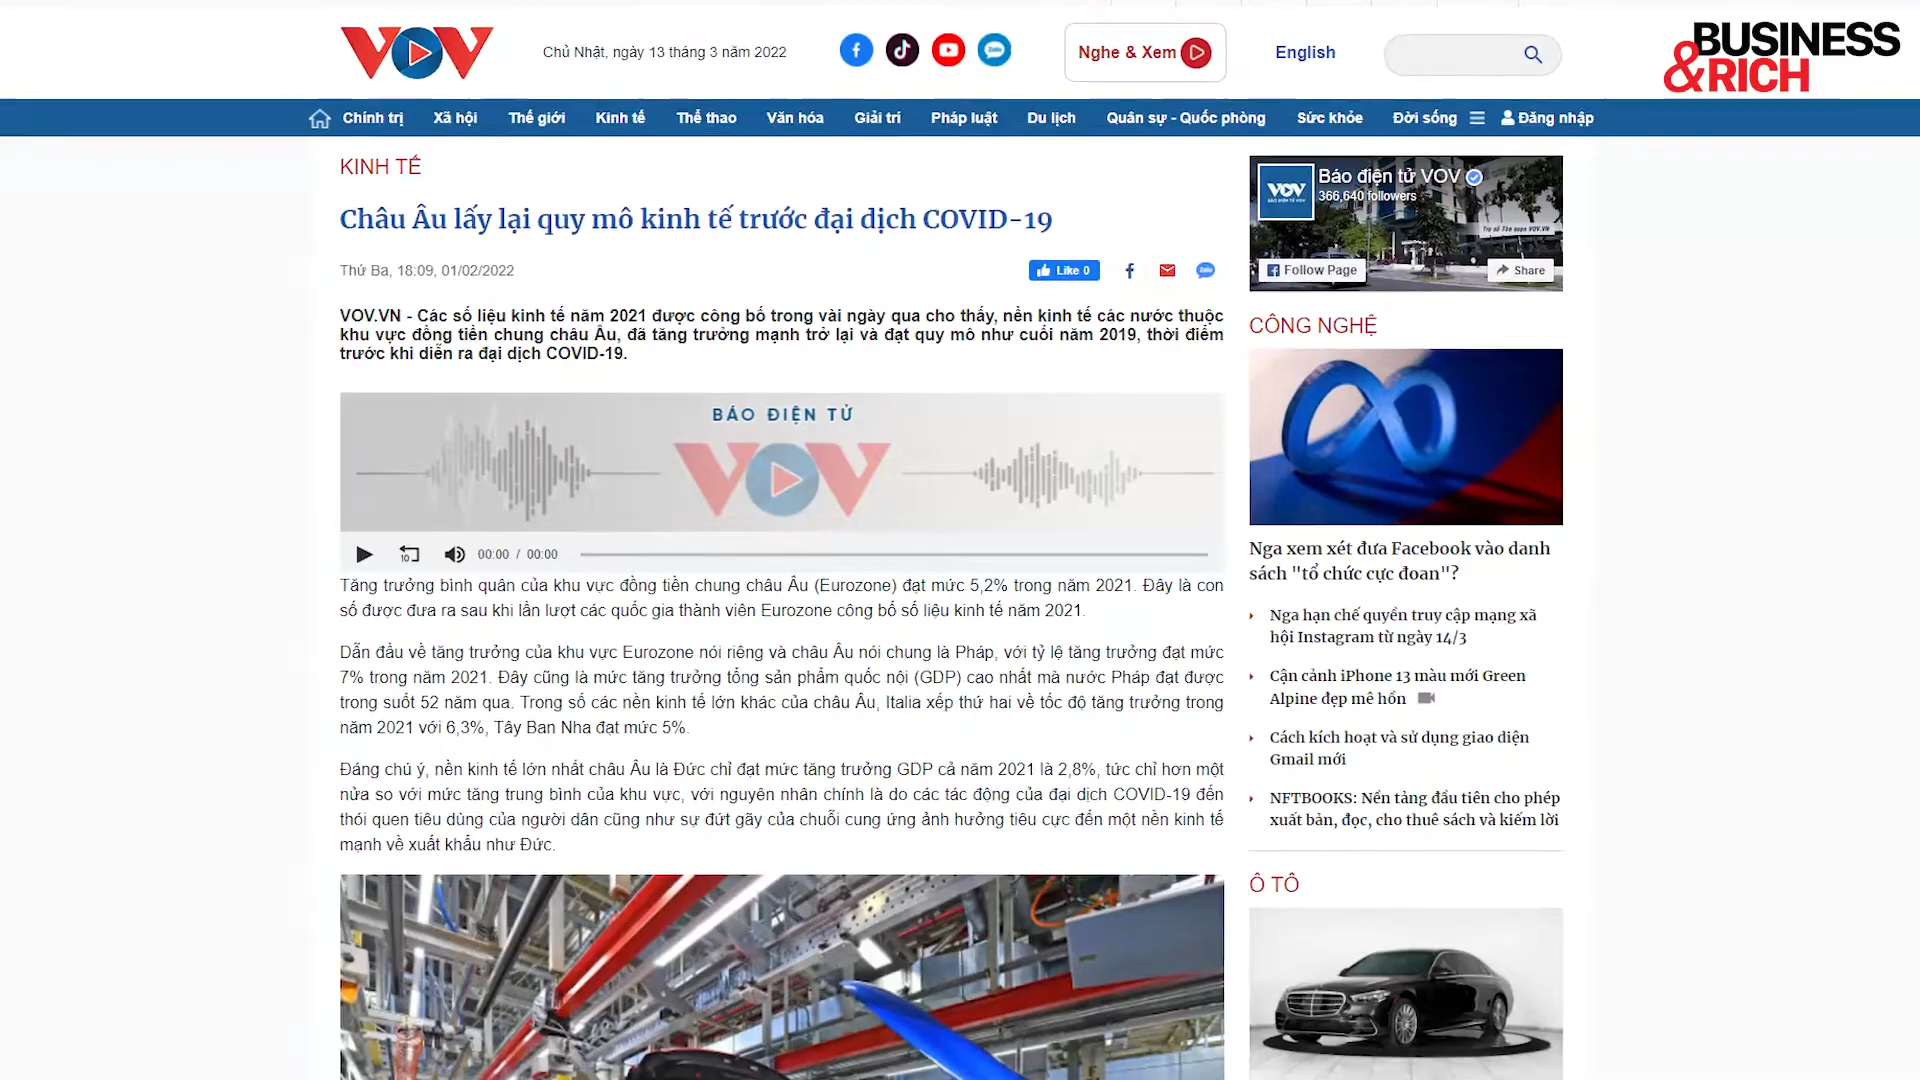 VOV
Chủ Nhật, ngày 13 tháng 3 năm 2022
Zalo
Nghe & Xem
English
BUSINESS
&RICH
Chính trị
Xã hội
Thế giới
Kinh tế
Thể thao
Văn hóa
Giải trí
Pháp luật
Du lịch
Quân sự - Quốc phòng
Sức khỏe
Đời sống
Đăng nhập
KINH TẾ
Châu Âu lấy lại quy mô kinh tế trước đại dịch COVID-19
Thứ Ba, 18:09, 01/02/2022
Like 0
Zalo
VOV.VN - Các số liệu kinh tế năm 2021 được công bố trong vài ngày qua cho thấy, nền kinh tế các nước thuộc
khu vực đồng tiền chung châu Âu, đã tăng trưởng mạnh trở lại và đạt quy mô như cuối năm 2019, thời điểm
trước khi diễn ra đại dịch COVID-19.
BÁO ĐIỆN TỬ
VOV
10
00:00 / 00:00
Tăng trưởng bình quân của khu vực đồng tiền chung châu Âu (Eurozone) đạt mức 5,2% trong năm 2021. Đây là con
số được đưa ra sau khi lần lượt các quốc gia thành viên Eurozone công bố số liệu kinh tế năm 2021.
Dẫn đầu về tăng trưởng của khu vực Eurozone nói riêng và châu Âu nói chung là Pháp, với tỷ lệ tăng trưởng đạt mức
7% trong năm 2021. Đây cũng là mức tăng trưởng tổng sản phẩm quốc nội (GDP) cao nhất mà nước Pháp đạt được
trong suốt 52 năm qua. Trong số các nền kinh tế lớn khác của châu Âu, Italia xếp thứ hai về tốc độ tăng trưởng trong
năm 2021 với 6,3%, Tây Ban Nha đạt mức 5%.
Đáng chú ý, nền kinh tế lớn nhất châu Âu là Đức chỉ đạt mức tăng trưởng GDP cả năm 2021 là 2,8%, tức chỉ hơn một
nửa so với mức tăng trung bình của khu vực, với nguyên nhân chính là do các tác động của đại dịch COVID-19 đến
thói quen tiêu dùng của người dân cũng như sự đứt gãy của chuỗi cung ứng ảnh hưởng tiêu cực đến một nền kinh tế
mạnh về xuất khẩu như Đức.
VOV
BÁO ĐIỆN TỬ VOV
Báo điện tử VOV
366,640 followers
Trụ sở Tòa soạn VOV.VN
Follow Page
Share
CÔNG NGHỆ
Nga xem xét đưa Facebook vào danh
sách "tổ chức cực đoan"?
Nga hạn chế quyền truy cập mạng xã
hội Instagram từ ngày 14/3
Cận cảnh iPhone 13 màu mới Green
Alpine đẹp mê hồn
Cách kích hoạt và sử dụng giao diện
Gmail mới
NFTBOOKS: Nền tảng đầu tiên cho phép
xuất bản, đọc, cho thuê sách và kiếm lời
Ô TÔ